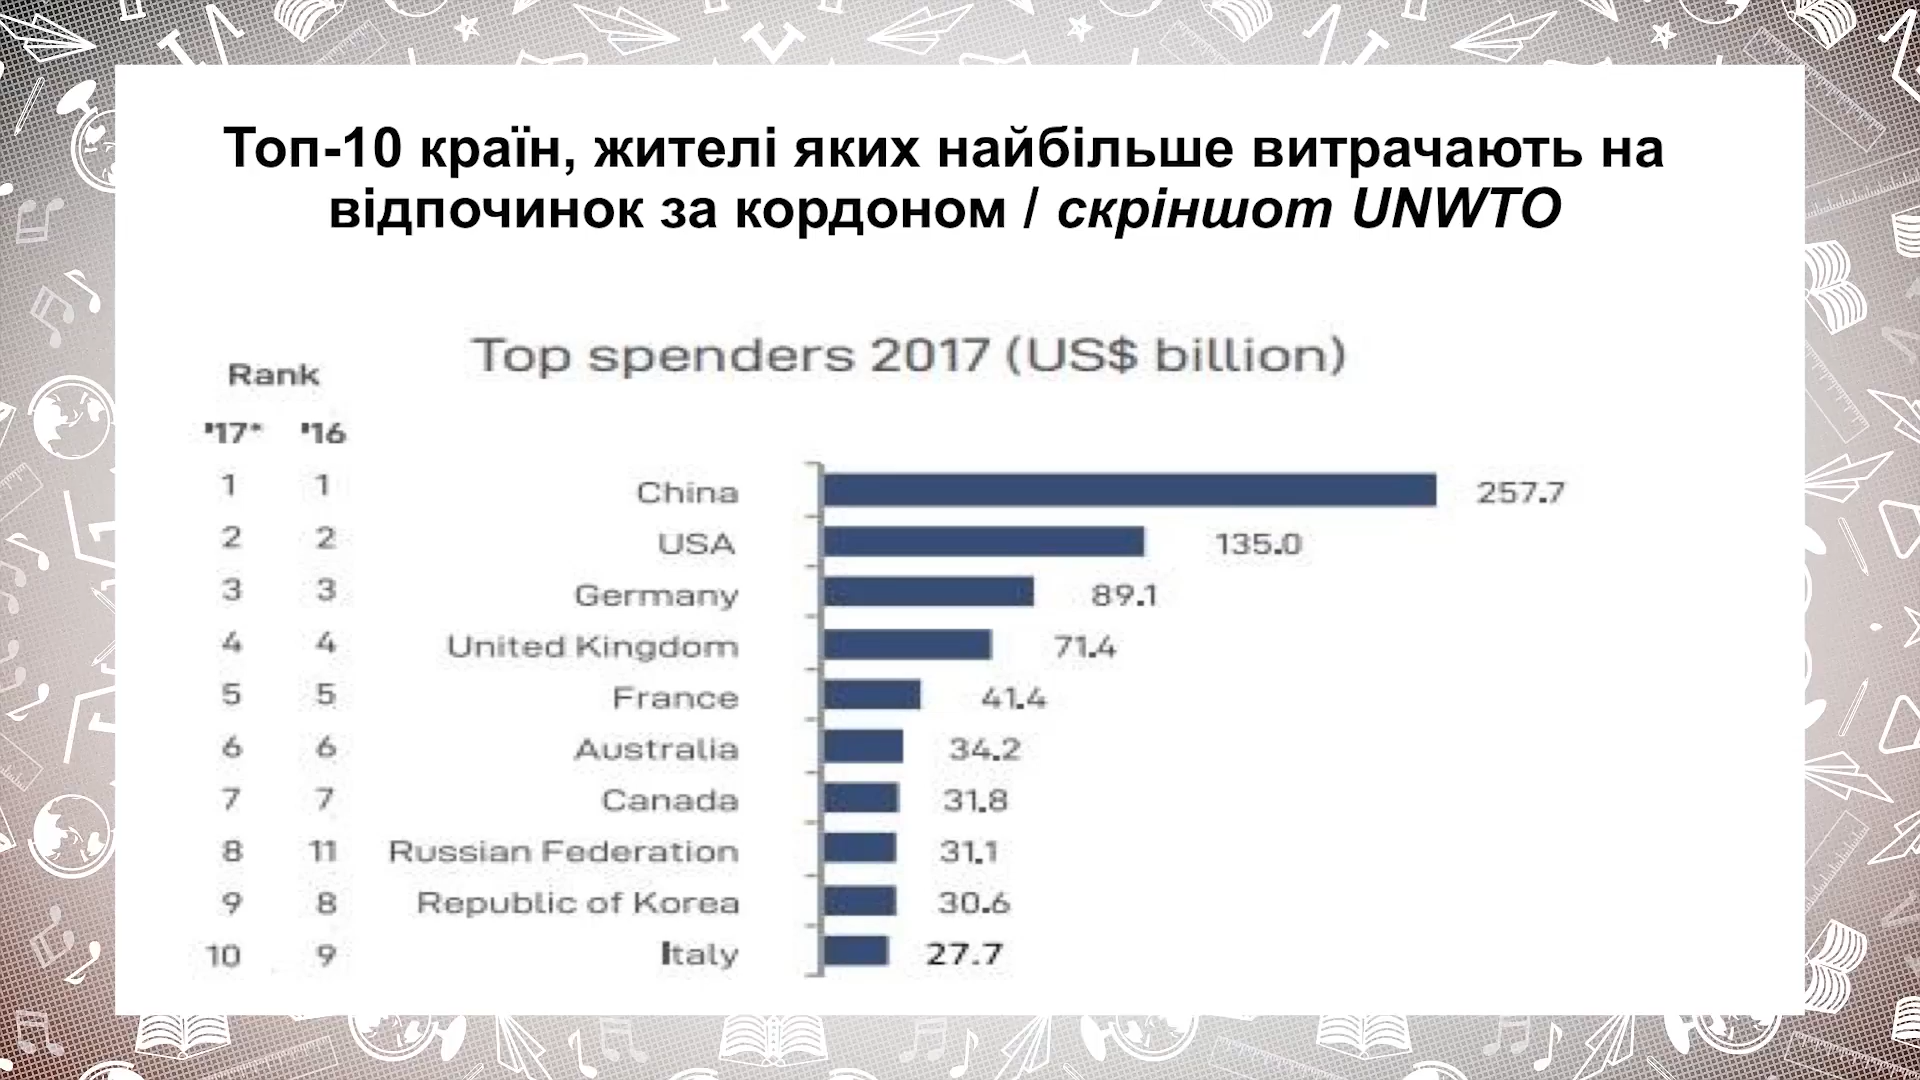 Топ-10 країн, жителі яких найбільше витрачають на
відпочинок за кордоном / скріншот UNWTO
Top spenders 2017 (US$ billion)
Rank
'17* '16
1 1 China 257.7
2 2 USA 135.0
3 3 Germany 89.1
4 4 United Kingdom 71.4
5 5 France 41.4
6 6 Australia 34.2
7 7 Canada 31.8
8 11 Russian Federation 31.1
9 8 Republic of Korea 30.6
10 9 Italy 27.7